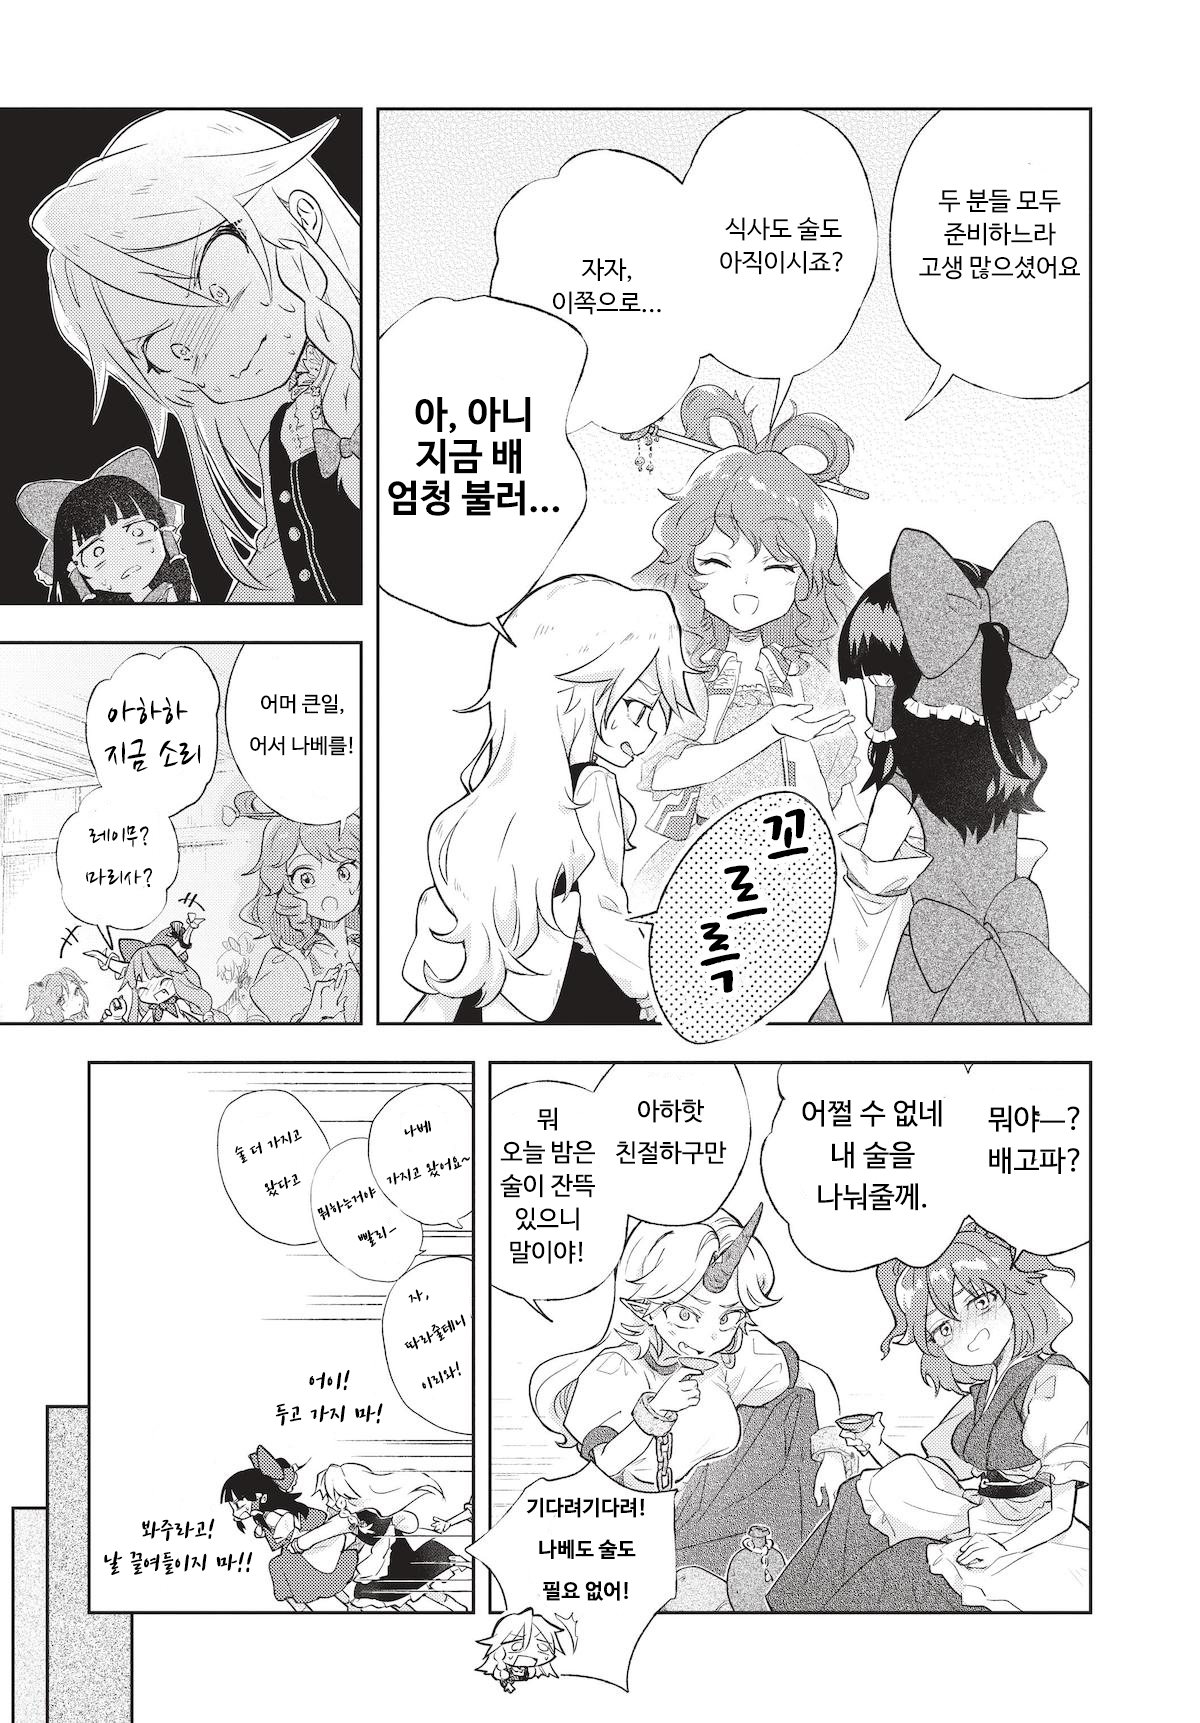 두 분들 모두
준비하느라
고생 많으셨어요
식사도 술도
아직이시죠?
자자,
이쪽으로...
아, 아니
지금 배
엄청 불러...
꼬
르
륵
어머 큰일,
어서 나베를!
아하하
지금 소리
레이무?
마리사?
뭐야—?
배고파?
어쩔 수 없네
내 술을
나눠줄께.
아하핫
친절하구만
뭐
오늘 밤은
술이 잔뜩
있으니
말이야!
기다려기다려!
나베도 술도
필요 없어!
나베
가지고 왔어요~
뭐하는거야
빨리—
술 더 가지고
왔다고
자,
따라줄테니
이리와!
어이!
두고 가지 마!
봐주라고!
날 끌여들이지 마!!